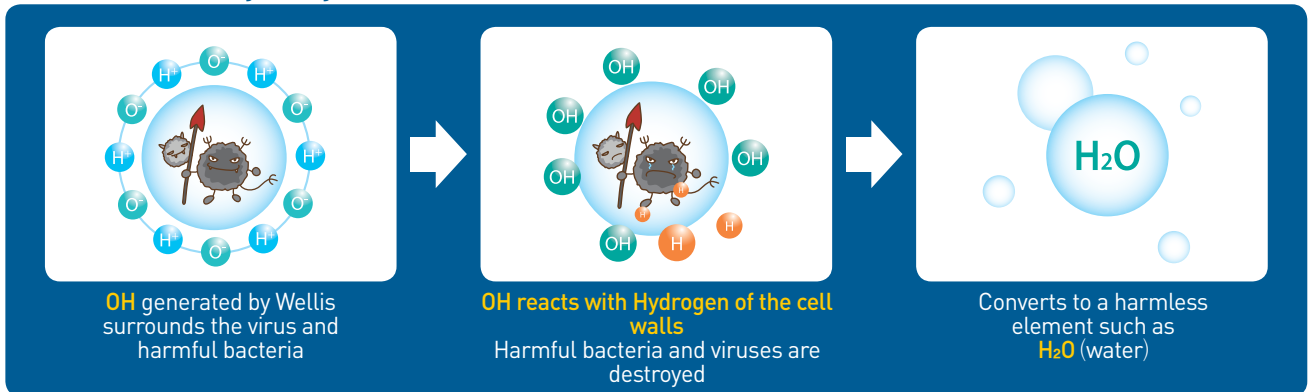 O-
H+
H+
O-
O-
H+
H+
O-
O-
H+
H+
O-
OH generated by Wellis
surrounds the virus and
harmful bacteria
OH
OH
OH
OH
OH
H
H
H
OH
H
OH reacts with Hydrogen of the cell
walls
Harmful bacteria and viruses are
destroyed
H2O
Converts to a harmless
element such as
H2O (water)